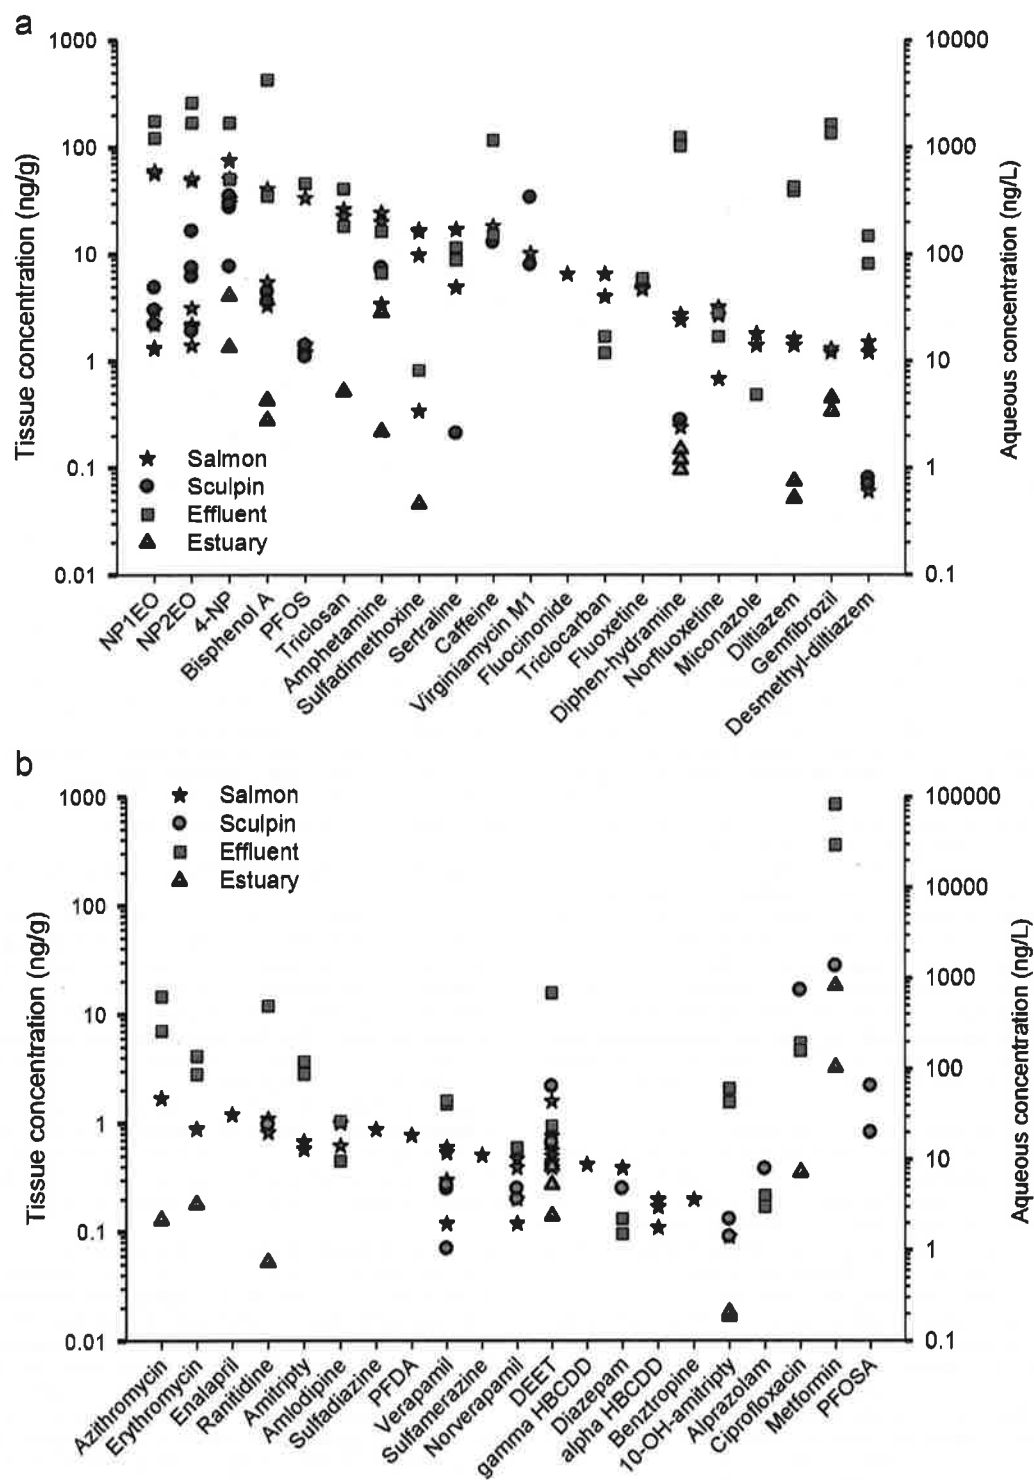 a
1000
100
10
1
0.1
0.01
Tissue concentration (ng/g)
10000
1000
100
10
1
0.1
Aqueous concentration (ng/L)
Salmon
Sculpin
Effluent
Estuary
NP1EO
NP2EO
4-NP
Bisphenol A
PFOS
Triclosan
Amphetamine
Sulfadimethoxine
Sertraline
Caffeine
Virginiamycin M1
Fluocinonide
Triclocarban
Fluoxetine
Diphen-hydramine
Norfluoxetine
Miconazole
Diltiazem
Gemfibrozil
Desmethyl-diltiazem
b
1000
100
10
1
0.1
0.01
Tissue concentration (ng/g)
100000
10000
1000
100
10
1
0.1
Aqueous concentration (ng/L)
Salmon
Sculpin
Effluent
Estuary
Azithromycin
Erythromycin
Enalapril
Ranitidine
Amitripty
Amlodipine
Sulfadiazine
PFDA
Verapamil
Sulfamerazine
Norverapamil
DEET
gamma HBCDD
Diazepam
alpha HBCDD
Benztropine
10-OH-amitripty
Alprazolam
Ciprofloxacin
Metformin
PFOSA